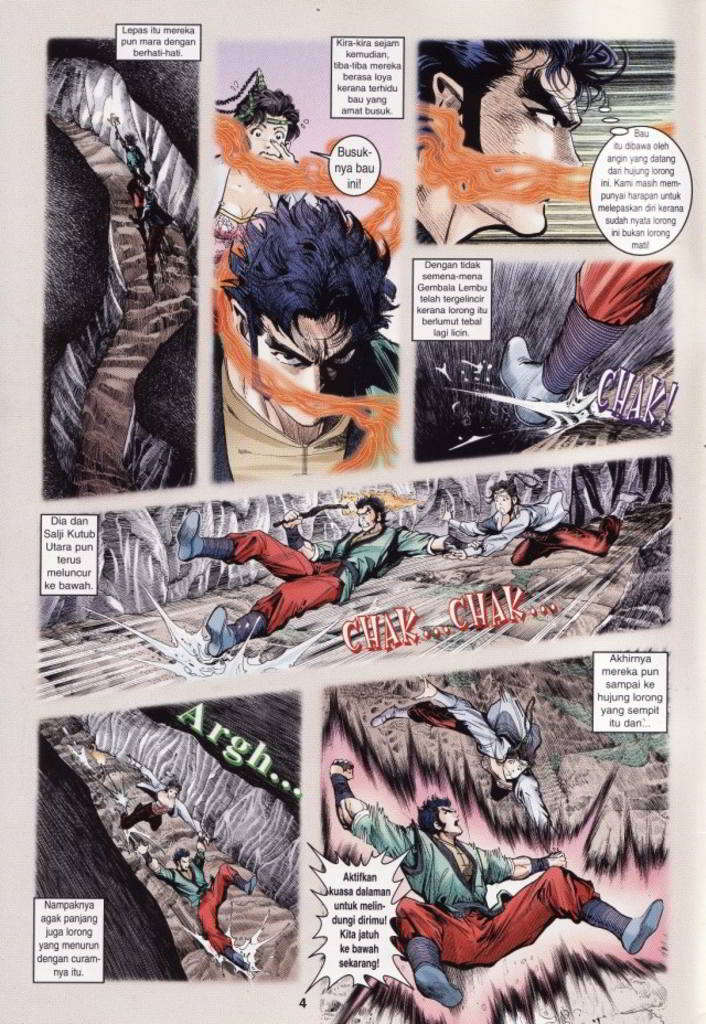 Lepas itu mereka
pun mara dengan
berhati-hati.
Kira-kira sejam
kemudian,
tiba-tiba mereka
berasa loya
kerana terhidu
bau yang
amat busuk.
Busuk-
nya bau
ini!
Bau
itu dibawa oleh
angin yang datang
dari hujung lorong
ini. Kami masih mem-
punyai harapan untuk
melepaskan diri kerana
sudah nyata lorong
ini bukan lorong
mati!
Dengan tidak
semena-mena
Gembala Lembu
telah tergelincir
kerana lorong itu
berlumut tebal
lagi licin.
CHAK!
Dia dan
Salji Kutub
Utara pun
terus
meluncur
ke bawah.
CHAK...CHAK...
Argh...
Nampaknya
agak panjang
juga lorong
yang menurun
dengan curam-
nya itu.
Akhirnya
mereka pun
sampai ke
hujung lorong
yang sempit
itu dan...
Aktifkan
kuasa dalaman
untuk melin-
dungi dirimu!
Kita jatuh
ke bawah
sekarang!
4